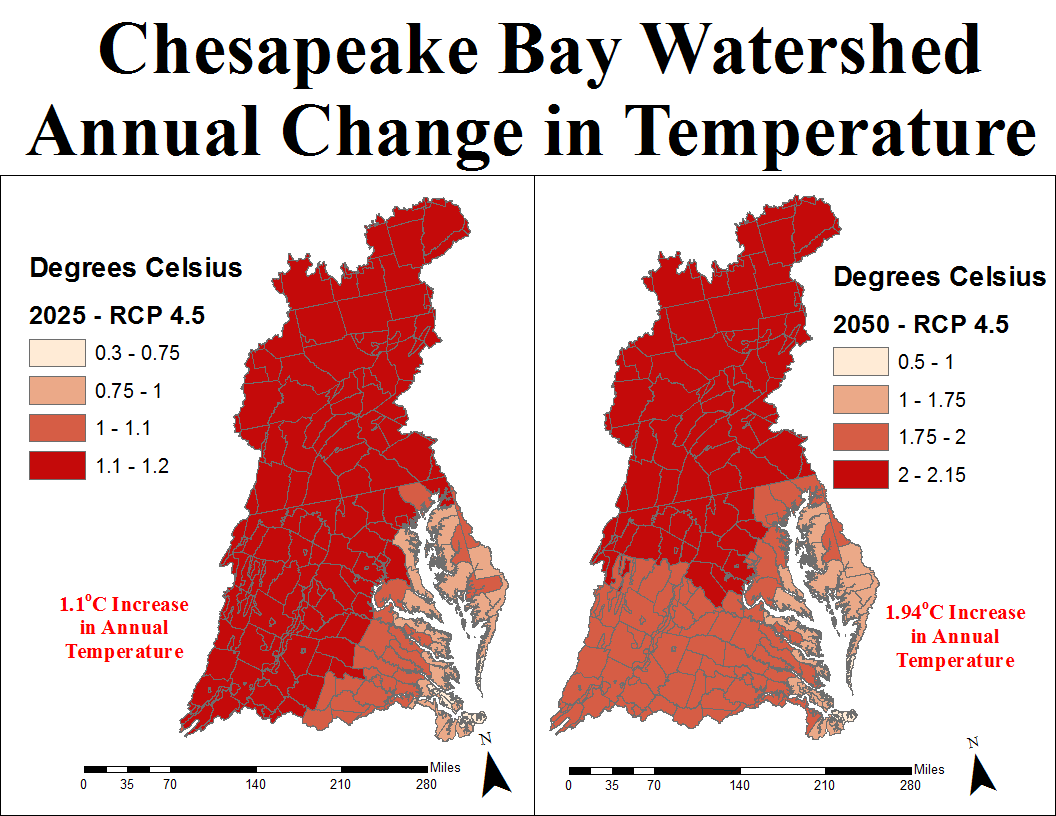 Chesapeake Bay Watershed
Annual Change in Temperature
Degrees Celsius
2025 - RCP 4.5
0.3 - 0.75
0.75 - 1
1 - 1.1
1.1 - 1.2
1.1°C Increase
in Annual
Temperature
N
Miles
0 35 70 140 210 280
Degrees Celsius
2050 - RCP 4.5
0.5 - 1
1 - 1.75
1.75 - 2
2 - 2.15
1.94°C Increase
in Annual
Temperature
N
Miles
0 35 70 140 210 280